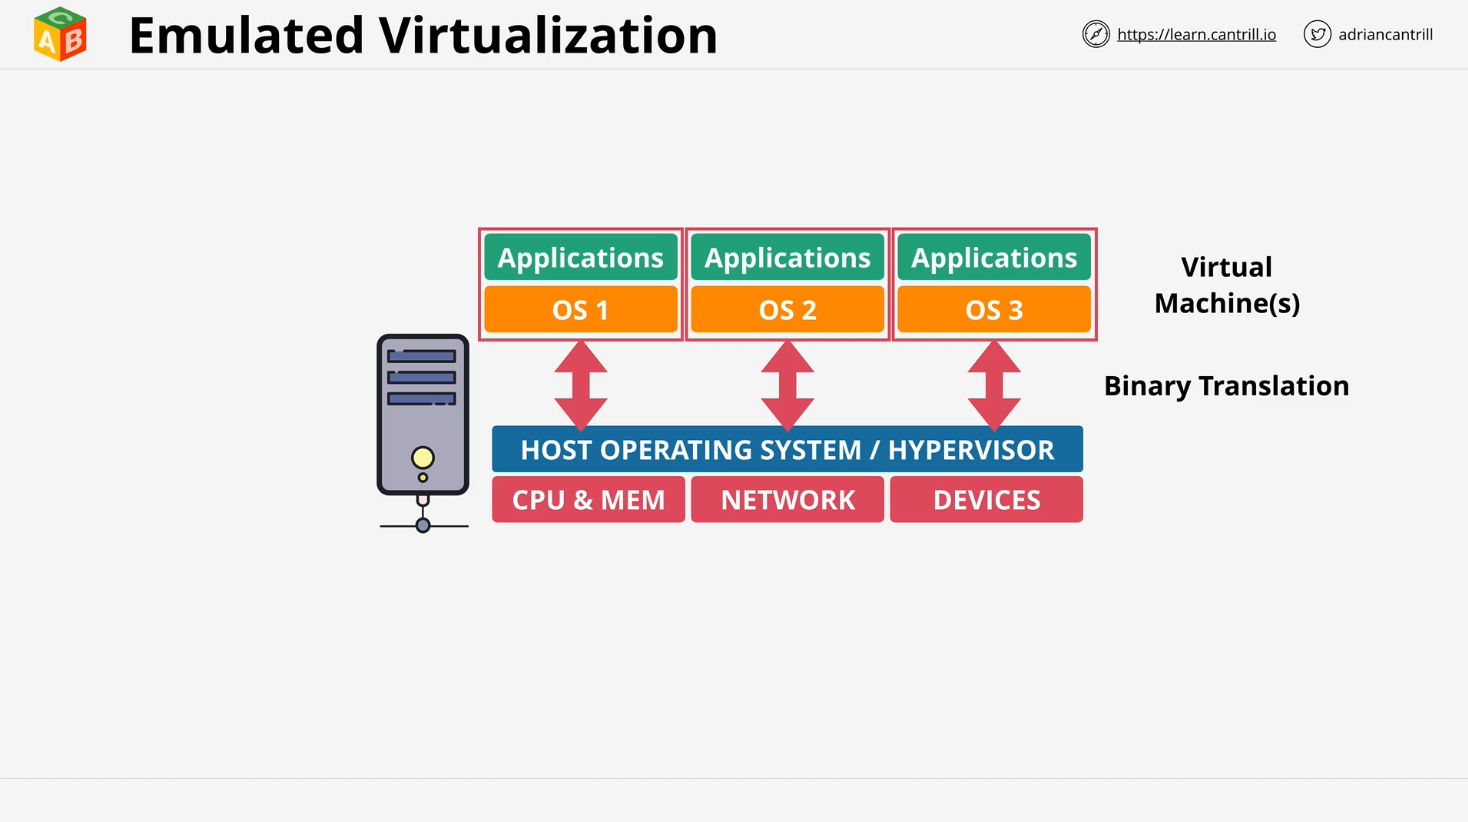 Emulated Virtualization
https://learn.cantrill.io
adriancantrill
C
A B
Applications
Applications
Applications
OS 1
OS 2
OS 3
Virtual
Machine(s)
Binary Translation
HOST OPERATING SYSTEM / HYPERVISOR
CPU & MEM
NETWORK
DEVICES